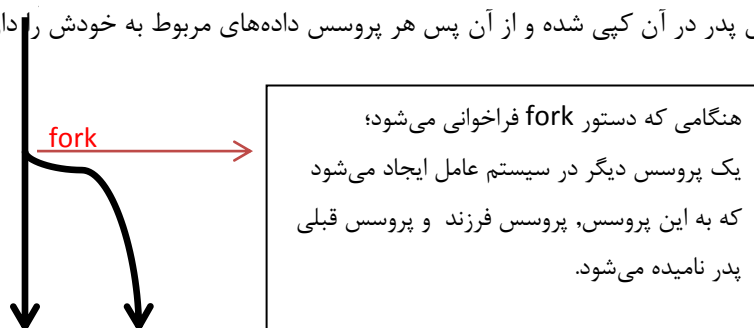 پدر در آن کپی شده و از آن پس هر پروسس داده‌های مربوط به خودش را
fork
هنگامی که دستور fork فراخوانی می‌شود؛
یک پروسس دیگر در سیستم عامل ایجاد می‌شود
که به این پروسس, پروسس فرزند و پروسس قبلی
پدر نامیده می‌شود.